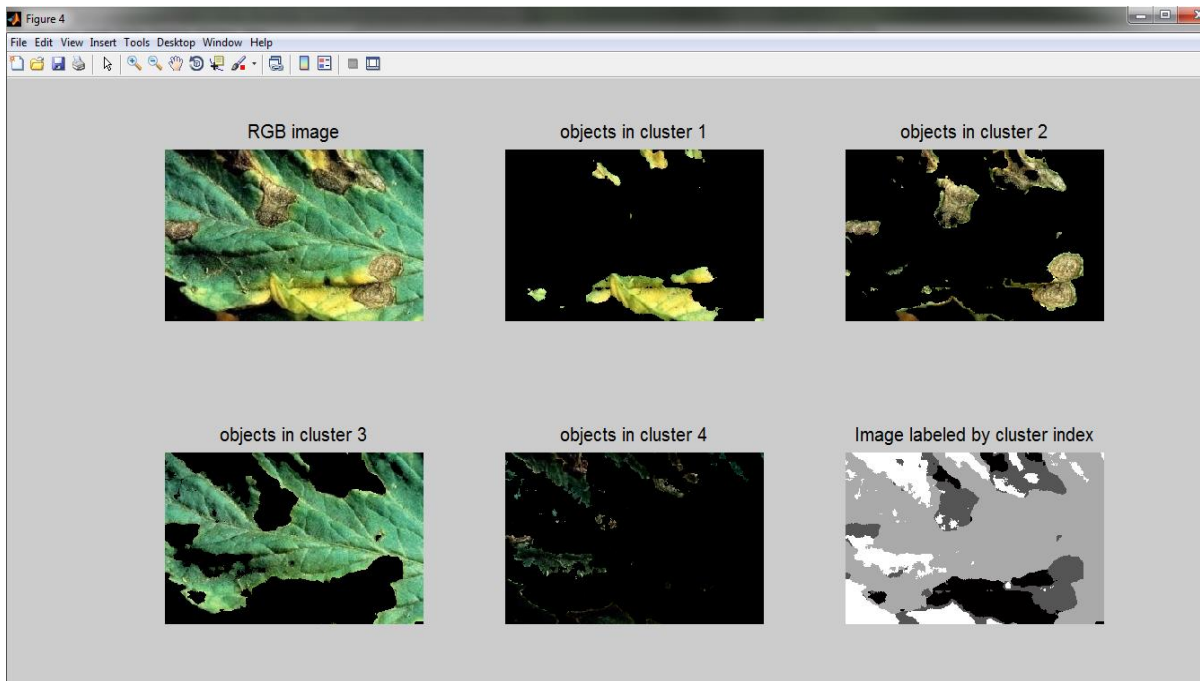 Figure 4
File Edit View Insert Tools Desktop Window Help
RGB image
objects in cluster 1
objects in cluster 2
objects in cluster 3
objects in cluster 4
Image labeled by cluster index